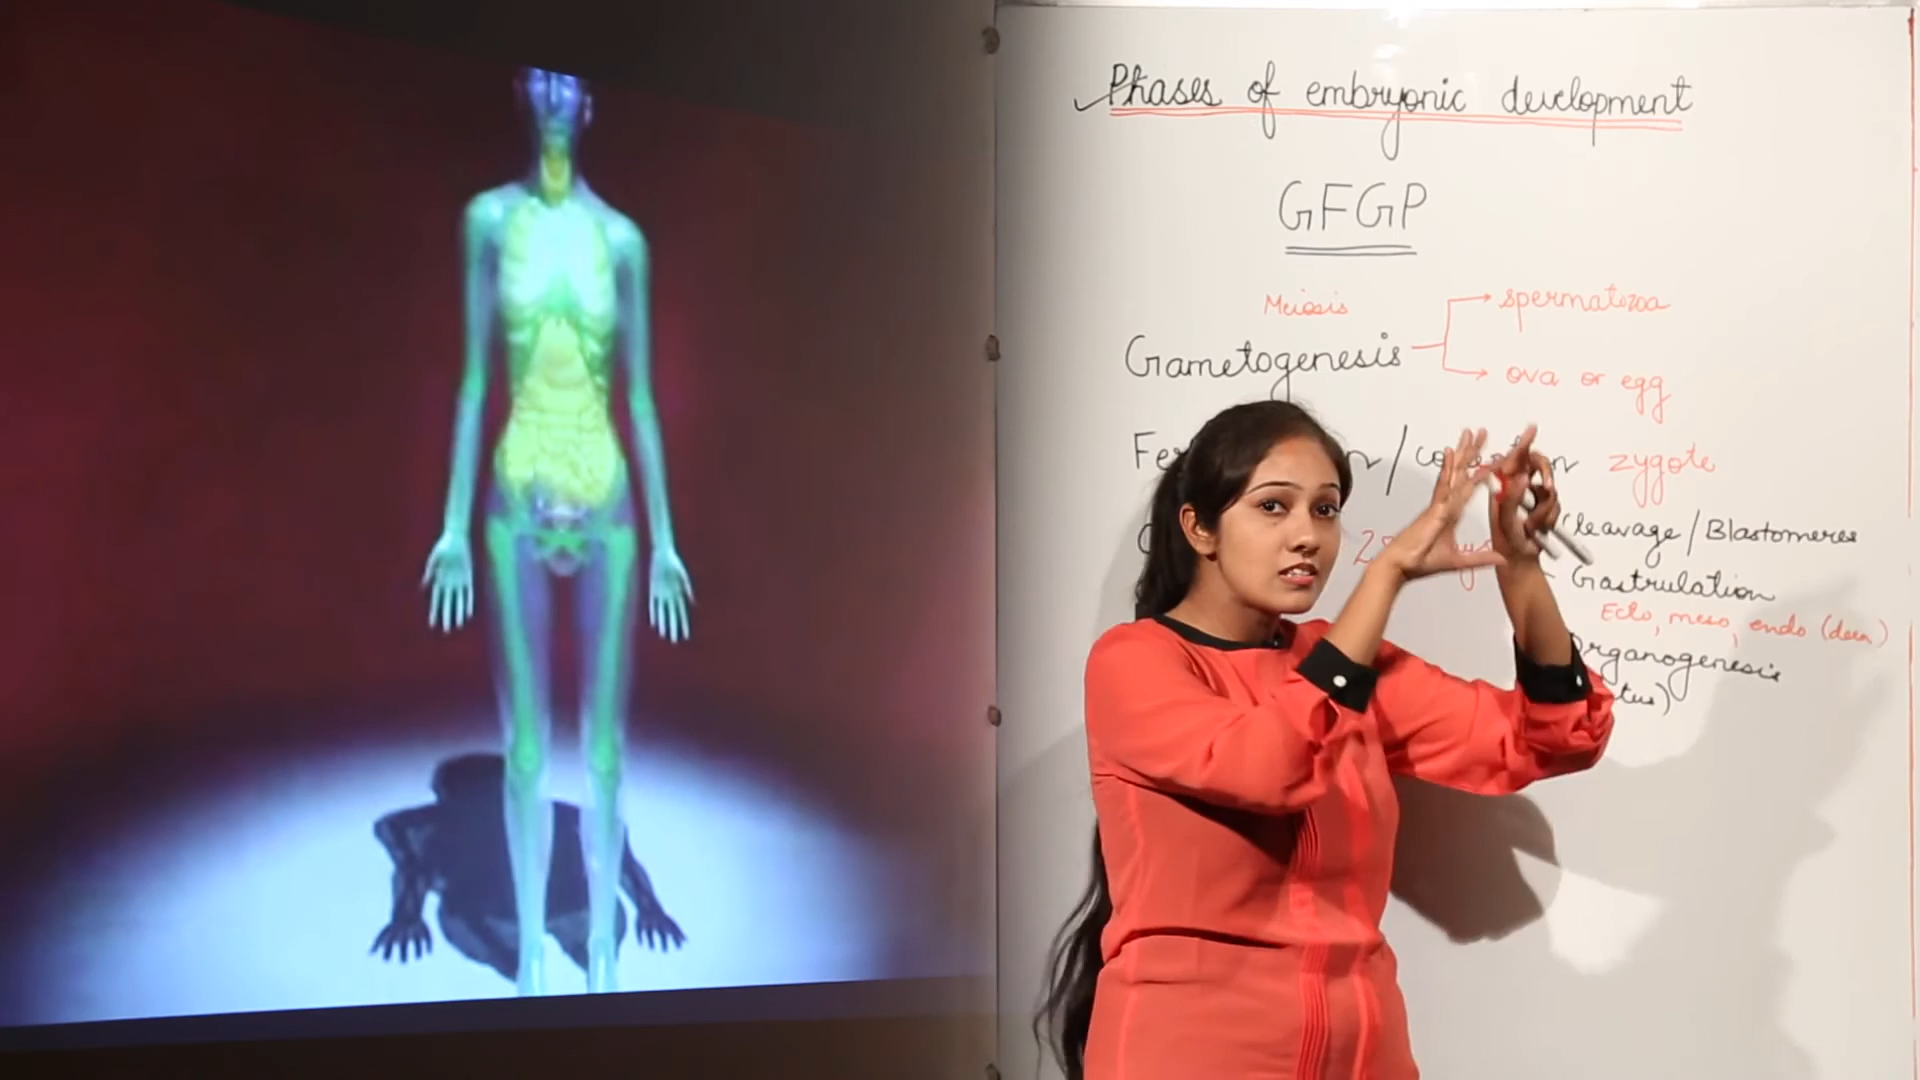 Phases of embryonic development
GFGP
Meiosis
spermatozoa
Gametogenesis
ova or egg
zygote
Cleavage / Blastomeres
Gastrulation
Ecto, meso, endo (derm)
Organogenesis